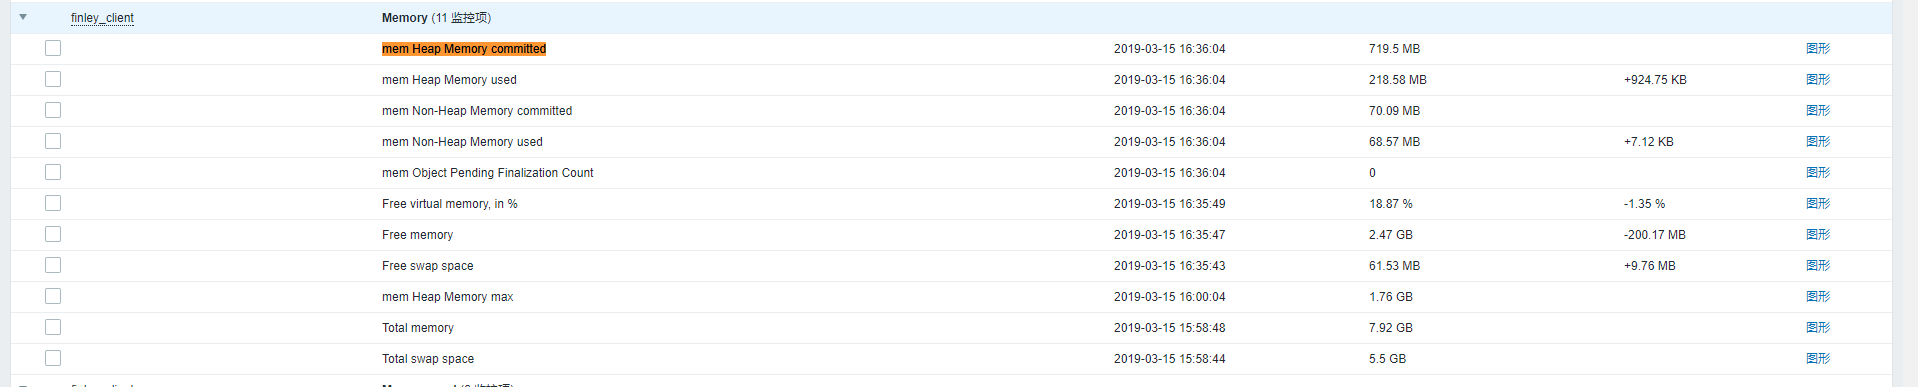 finley_client Memory (11 监控项)
mem Heap Memory committed 2019-03-15 16:36:04 719.5 MB 图形
mem Heap Memory used 2019-03-15 16:36:04 218.58 MB +924.75 KB 图形
mem Non-Heap Memory committed 2019-03-15 16:36:04 70.09 MB 图形
mem Non-Heap Memory used 2019-03-15 16:36:04 68.57 MB +7.12 KB 图形
mem Object Pending Finalization Count 2019-03-15 16:36:04 0 图形
Free virtual memory, in % 2019-03-15 16:35:49 18.87 % -1.35 % 图形
Free memory 2019-03-15 16:35:47 2.47 GB -200.17 MB 图形
Free swap space 2019-03-15 16:35:43 61.53 MB +9.76 MB 图形
mem Heap Memory max 2019-03-15 16:00:04 1.76 GB 图形
Total memory 2019-03-15 15:58:48 7.92 GB 图形
Total swap space 2019-03-15 15:58:44 5.5 GB 图形